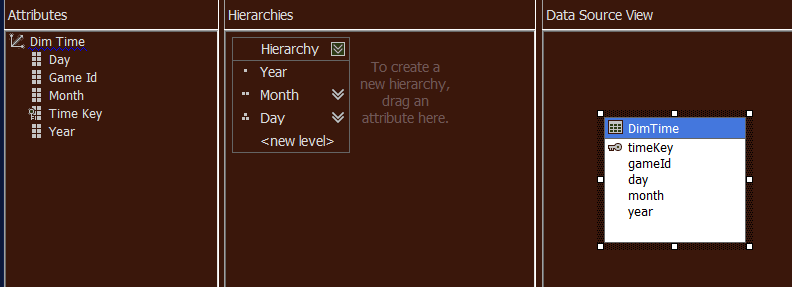 Attributes
Dim Time
Day
Game Id
Month
Time Key
Year
Hierarchies
Hierarchy
Year
Month
Day
<new level>
To create a
new hierarchy,
drag an
attribute here.
Data Source View
DimTime
timeKey
gameId
day
month
year